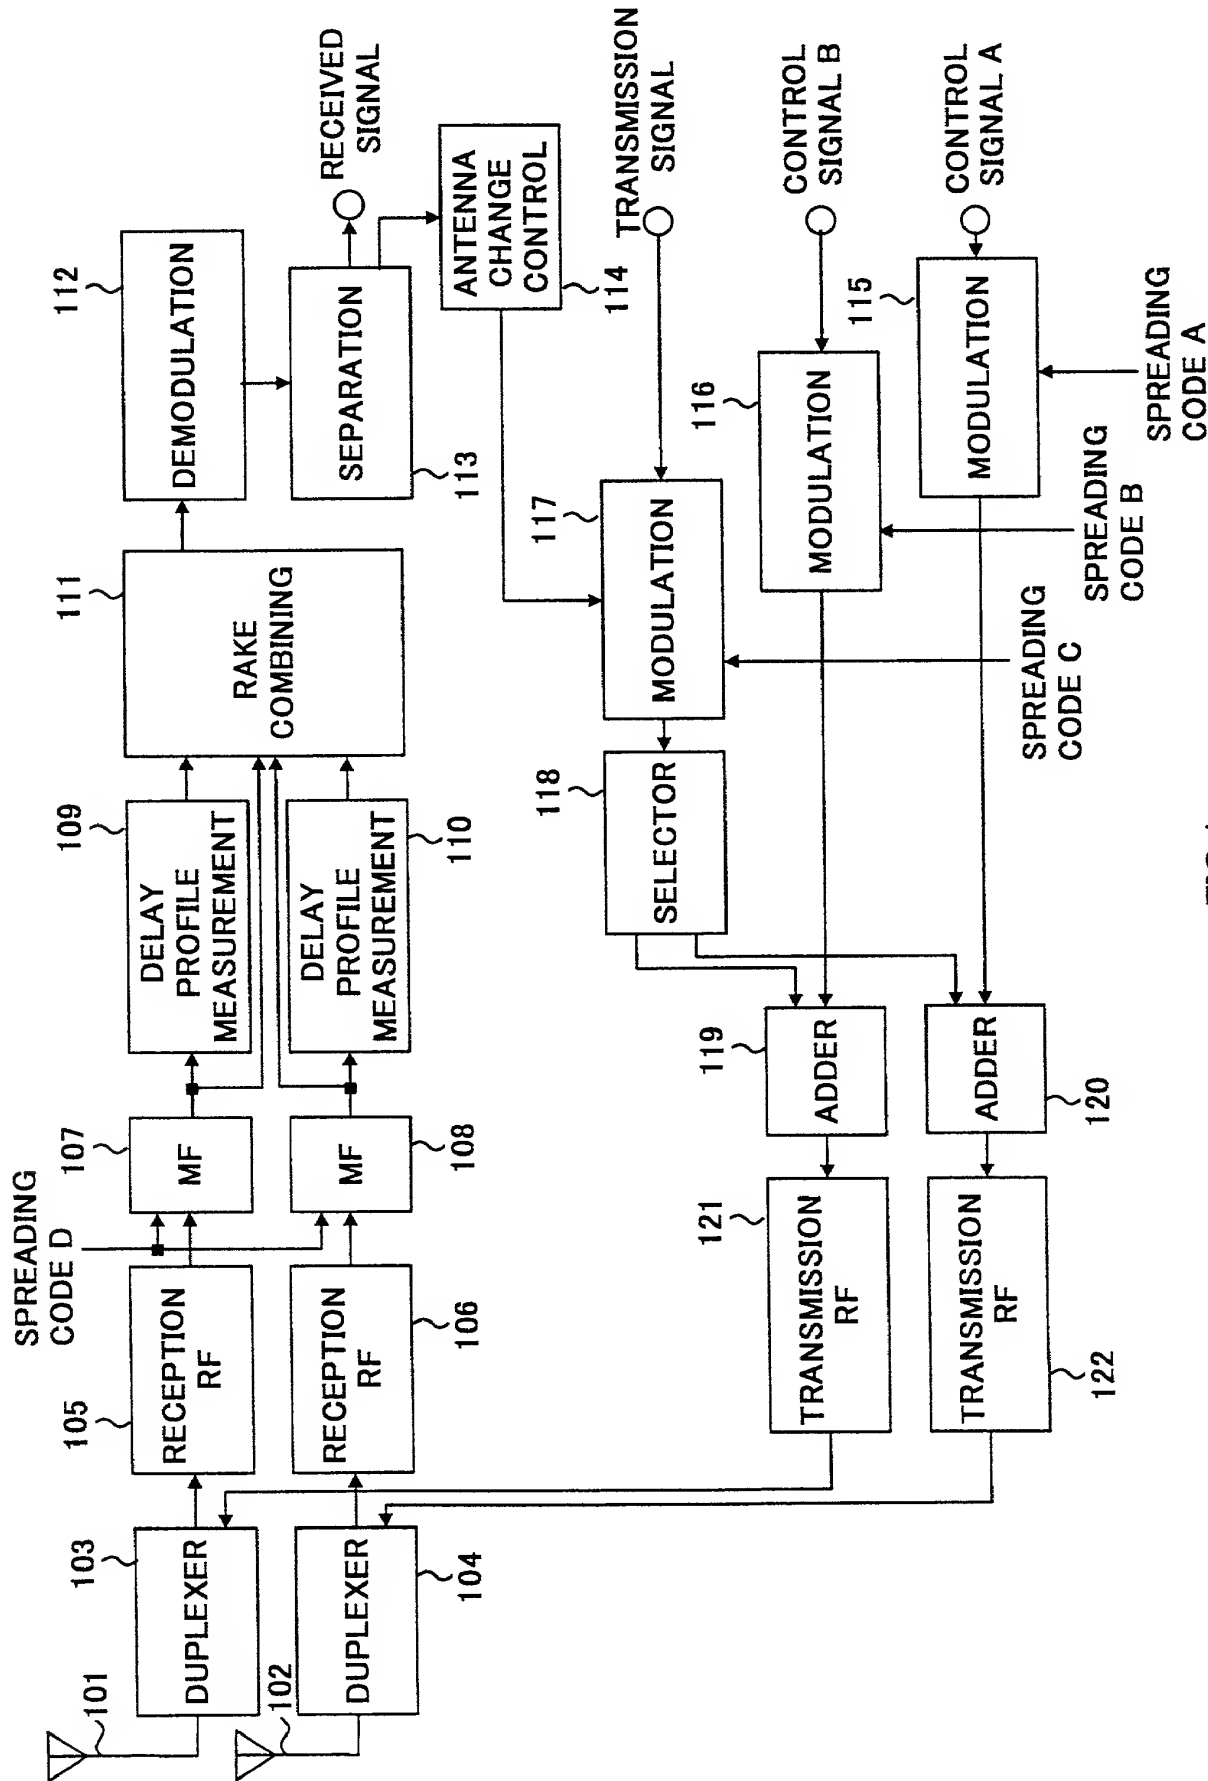 101
102
103
DUPLEXER
DUPLEXER
104
105
RECEPTION
RF
RECEPTION
RF
106
SPREADING
CODE D
107
MF
MF
108
109
DELAY
PROFILE
MEASUREMENT
DELAY
PROFILE
MEASUREMENT
110
111
RAKE
COMBINING
112
DEMODULATION
SEPARATION
113
RECEIVED
SIGNAL
ANTENNA
CHANGE
CONTROL
114
TRANSMISSION
SIGNAL
117
MODULATION
SPREADING
CODE C
118
SELECTOR
CONTROL
SIGNAL B
116
MODULATION
SPREADING
CODE B
CONTROL
SIGNAL A
115
MODULATION
SPREADING
CODE A
119
ADDER
ADDER
120
121
TRANSMISSION
RF
TRANSMISSION
RF
122